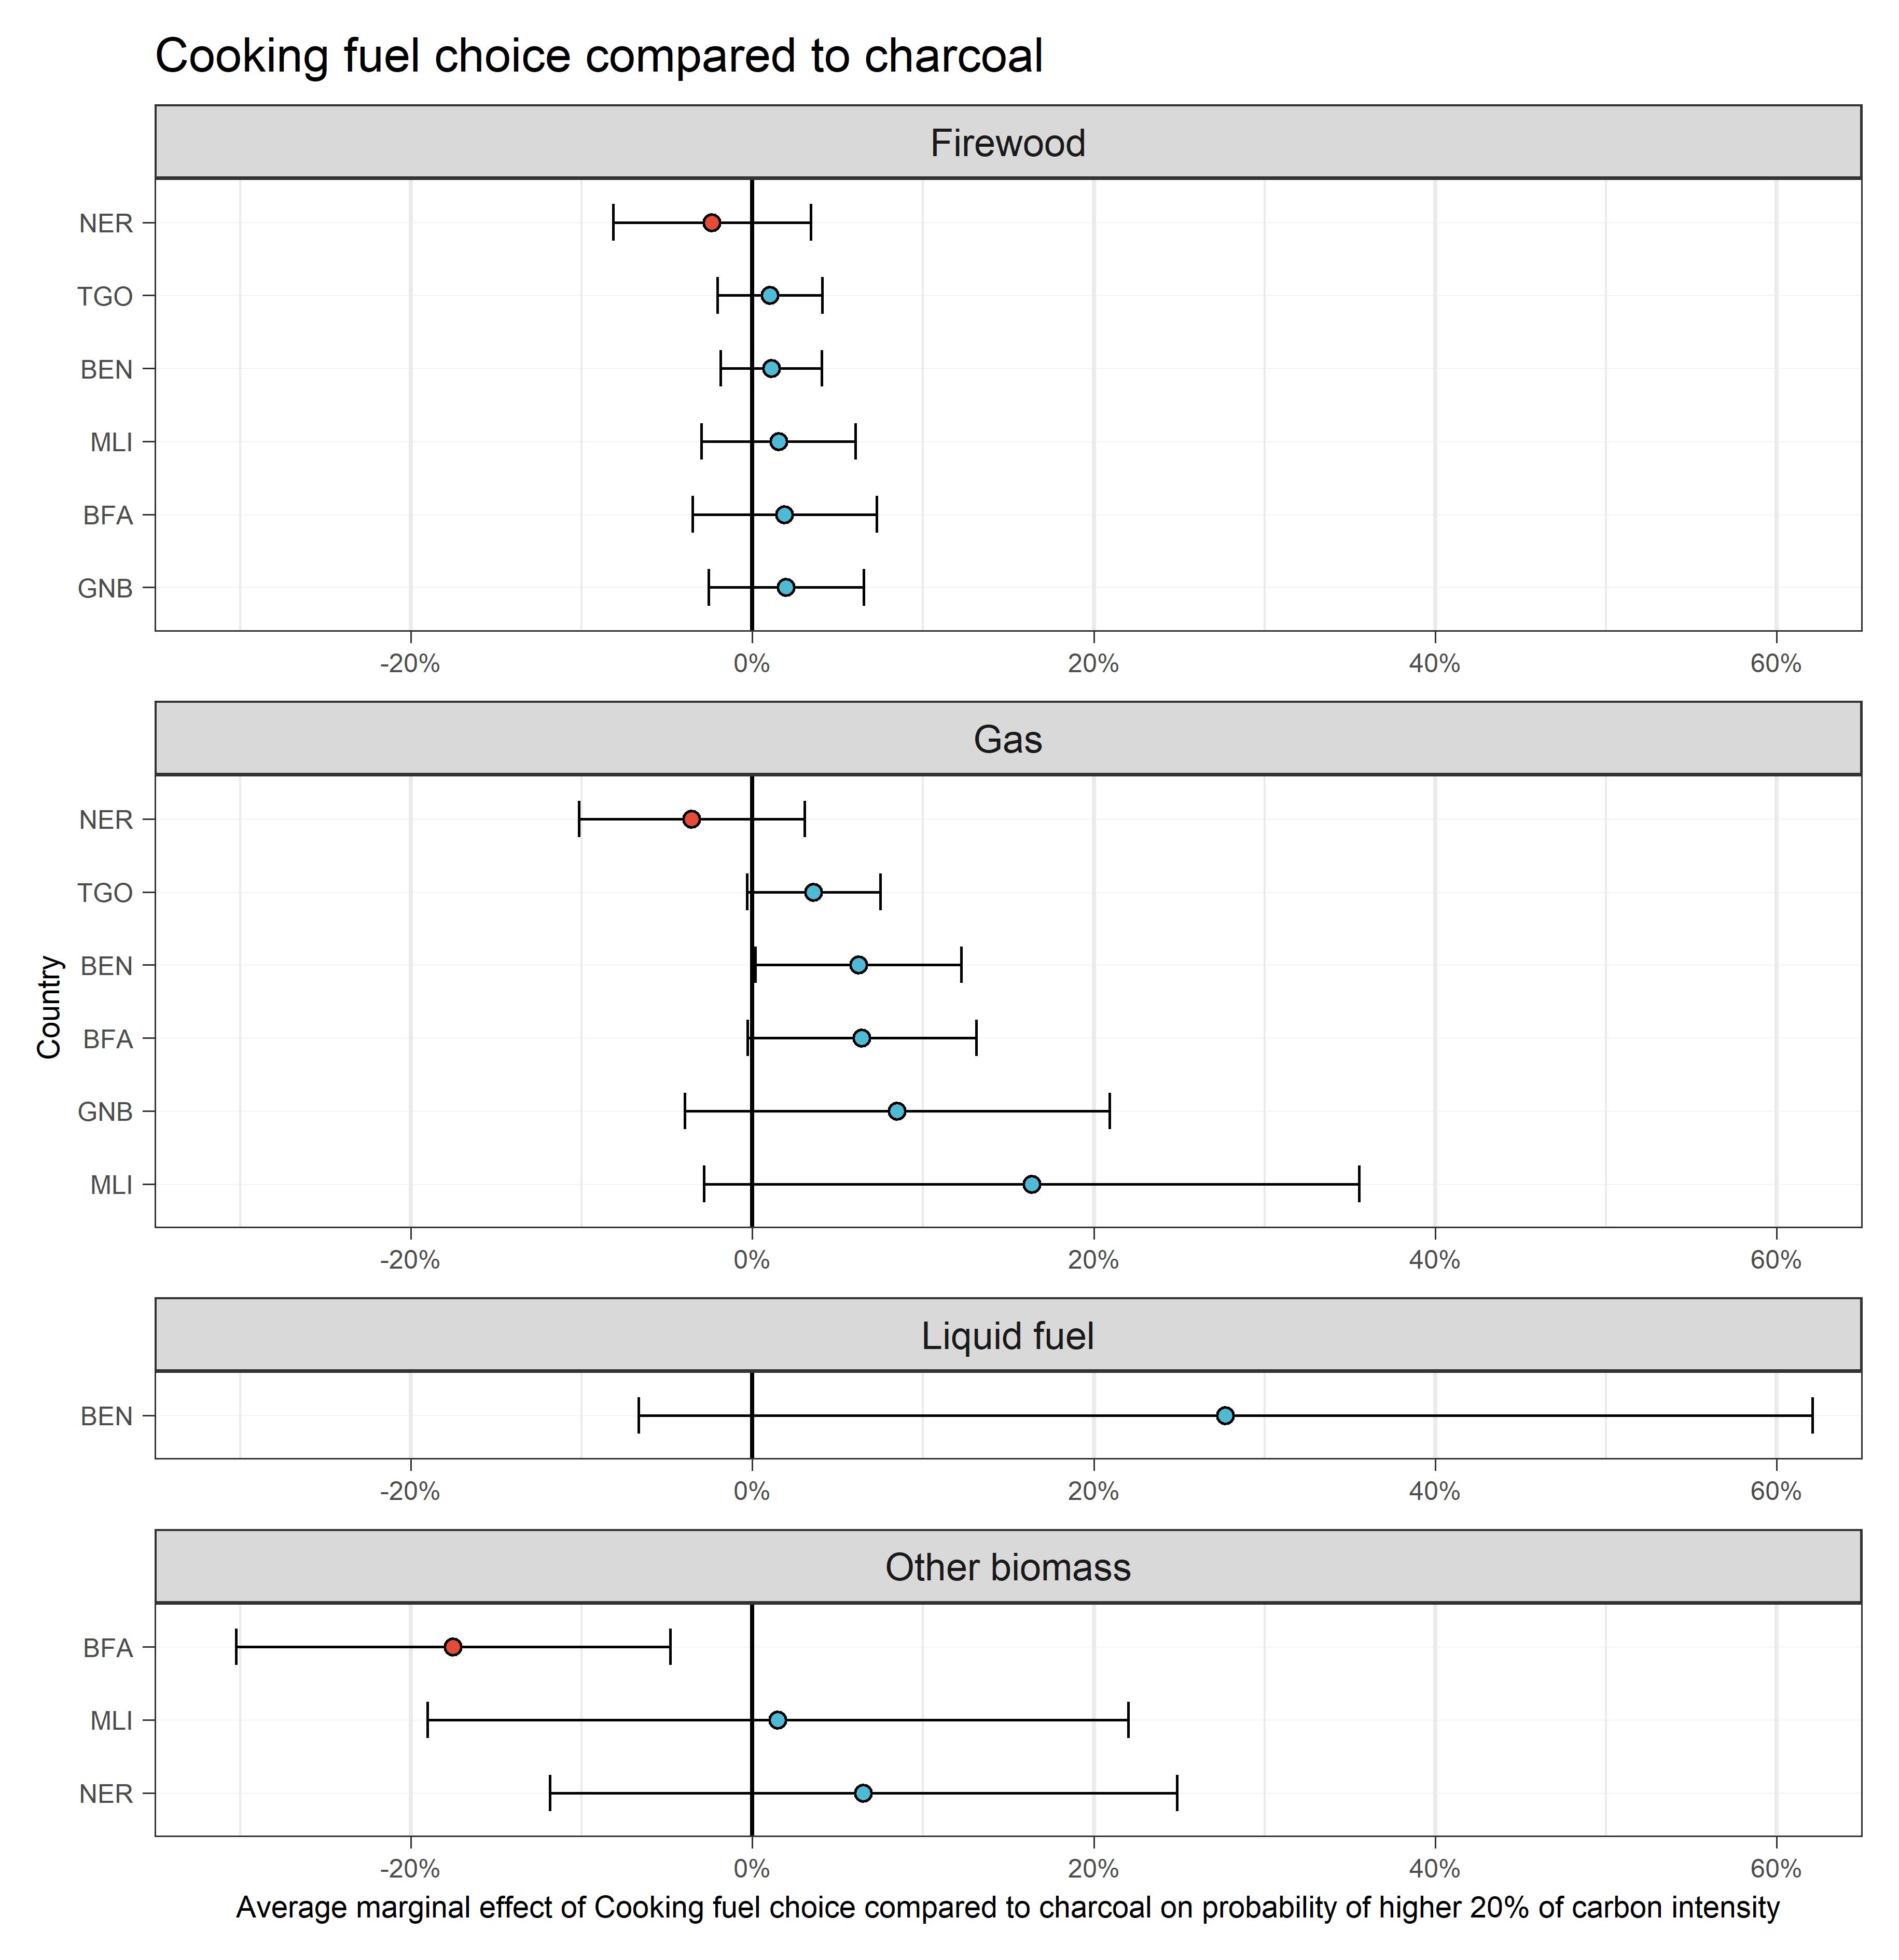 Cooking fuel choice compared to charcoal
Firewood
NER
TGO
BEN
MLI
BFA
GNB
-20% 0% 20% 40% 60%
Gas
NER
TGO
BEN
BFA
GNB
MLI
-20% 0% 20% 40% 60%
Country
Liquid fuel
BEN
-20% 0% 20% 40% 60%
Other biomass
BFA
MLI
NER
-20% 0% 20% 40% 60%
Average marginal effect of Cooking fuel choice compared to charcoal on probability of higher 20% of carbon intensity